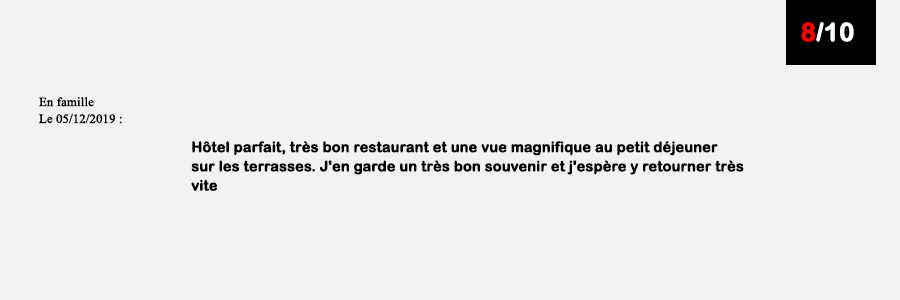 8/10
En famille
Le 05/12/2019 :
Hôtel parfait, très bon restaurant et une vue magnifique au petit déjeuner
sur les terrasses. J'en garde un très bon souvenir et j'espère y retourner très
vite